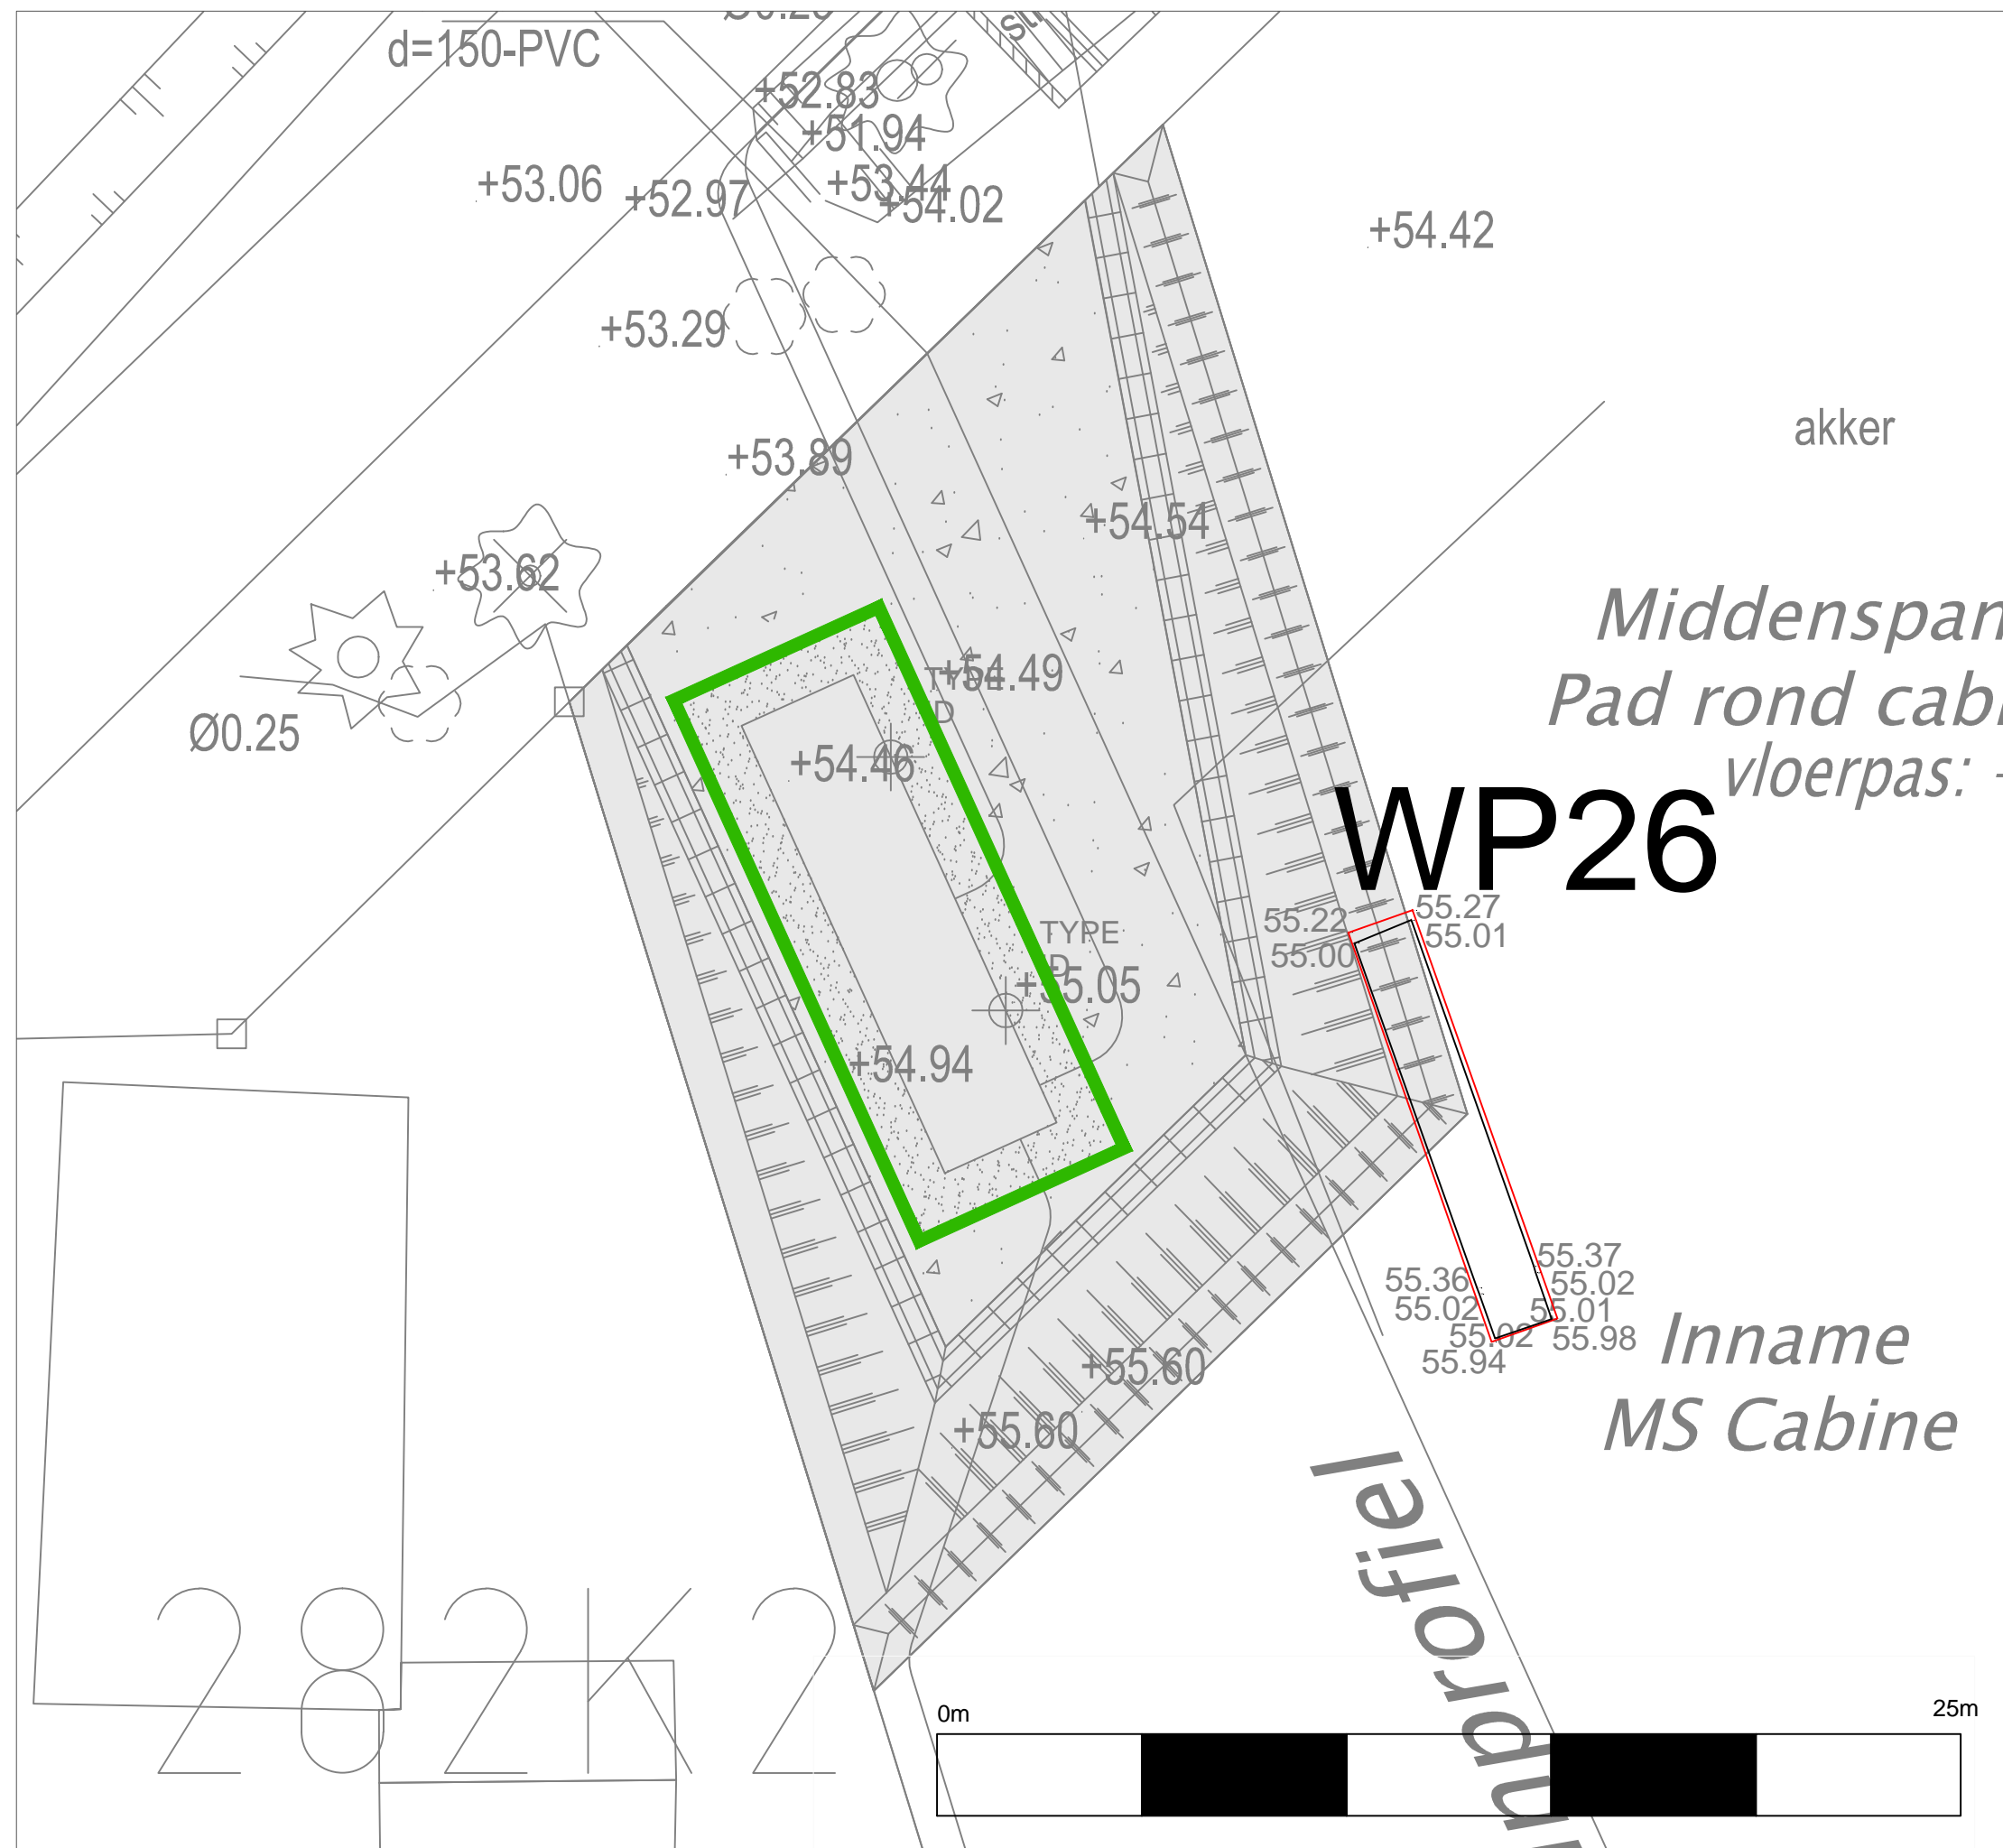 d=150-PVC
+52.83
+51.94
+53.06
+52.97
+53.44
+54.02
+54.42
+53.29
akker
+53.89
+54.54
+53.62
TYPE
D
+54.49
Ø0.25
+54.46
Pad rond
vloerpas:
WP26
55.22
55.27
55.00
55.01
TYPE
D
+55.05
+54.94
55.36
55.37
55.02
55.02
55.01
55.02
55.98
55.94
+55.60
+55.60
Inname
MS Cabine
282K2
0m
25m